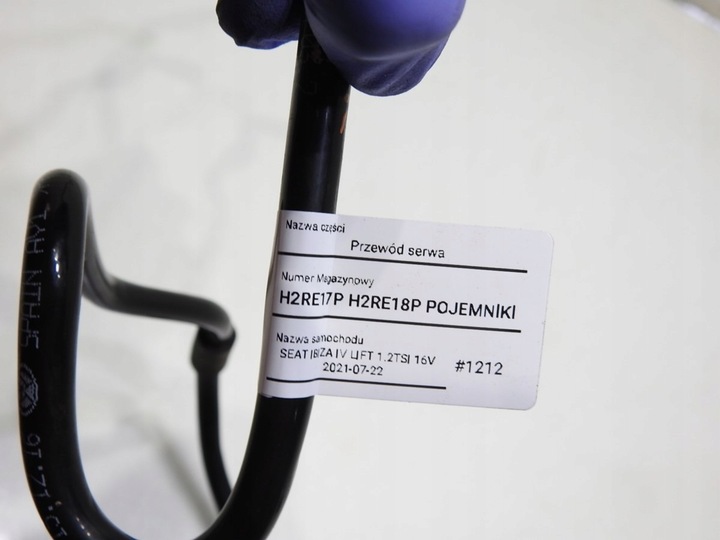 Nazwa części
Przewód serwa
Numer Magazynowy
H2RE17P H2RE18P POJEMNIKI
Nazwa samochodu
SEAT IBIZA IV LIFT 1.2TSI 16V
2021-07-22
#1212